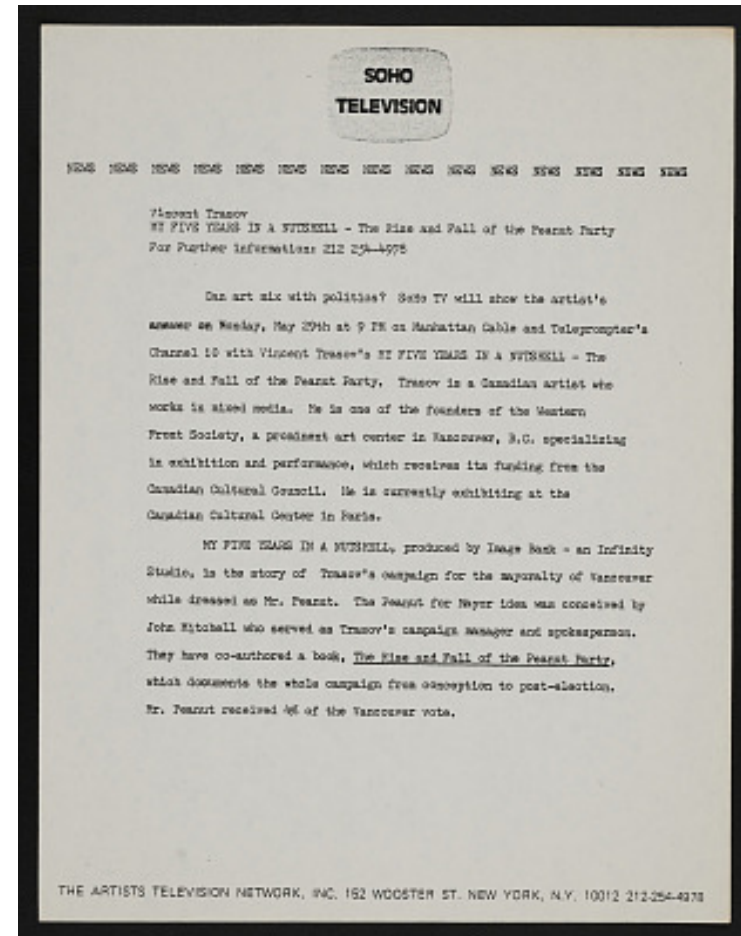 SOHO
TELEVISION
NEWS NEWS NEWS NEWS NEWS NEWS NEWS NEWS NEWS NEWS NEWS NEWS NEWS NEWS NEWS
Vincent Trasov
MY FIVE YEARS IN A NUTSHELL - The Rise and Fall of the Peanut Party
For Further information: 212 254-4978
Can art mix with politics? SoHo TV will show the artist's
answer on Monday, May 29th at 9 PM on Manhattan Cable and Teleprompter's
Channel 10 with Vincent Trasov's MY FIVE YEARS IN A NUTSHELL - The
Rise and Fall of the Peanut Party. Trasov is a Canadian artist who
works in mixed media. He is one of the founders of the Western
Front Society, a prominent art center in Vancouver, B.C. specializing
in exhibition and performance, which receives its funding from the
Canadian Cultural Council. He is currently exhibiting at the
Canadian Cultural Center in Paris.
MY FIVE YEARS IN A NUTSHELL, produced by Image Bank - an Infinity
Studio, is the story of Trasov's campaign for the mayoralty of Vancouver
while dressed as Mr. Peanut. The Peanut for Mayor idea was conceived by
John Mitchell who served as Trasov's campaign manager and spokesperson.
They have co-authored a book, The Rise and Fall of the Peanut Party,
which documents the whole campaign from conception to post-election.
Mr. Peanut received of the Vancouver vote.
THE ARTISTS TELEVISION NETWORK, INC. 152 WOOSTER ST. NEW YORK, N.Y. 10012 212-254-4978